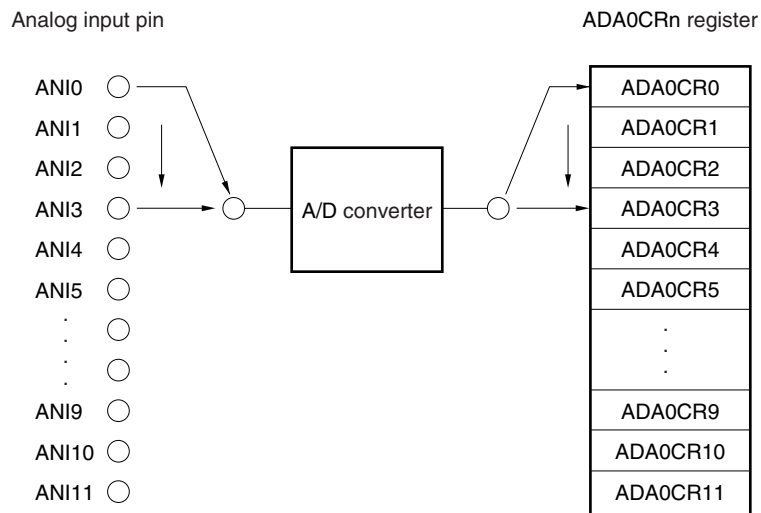 Analog input pin
ADA0CRn register
ANI0
ANI1
ANI2
ANI3
ANI4
ANI5
.
.
.
.
ANI9
ANI10
ANI11
A/D converter
ADA0CR0
ADA0CR1
ADA0CR2
ADA0CR3
ADA0CR4
ADA0CR5
.
.
.
ADA0CR9
ADA0CR10
ADA0CR11